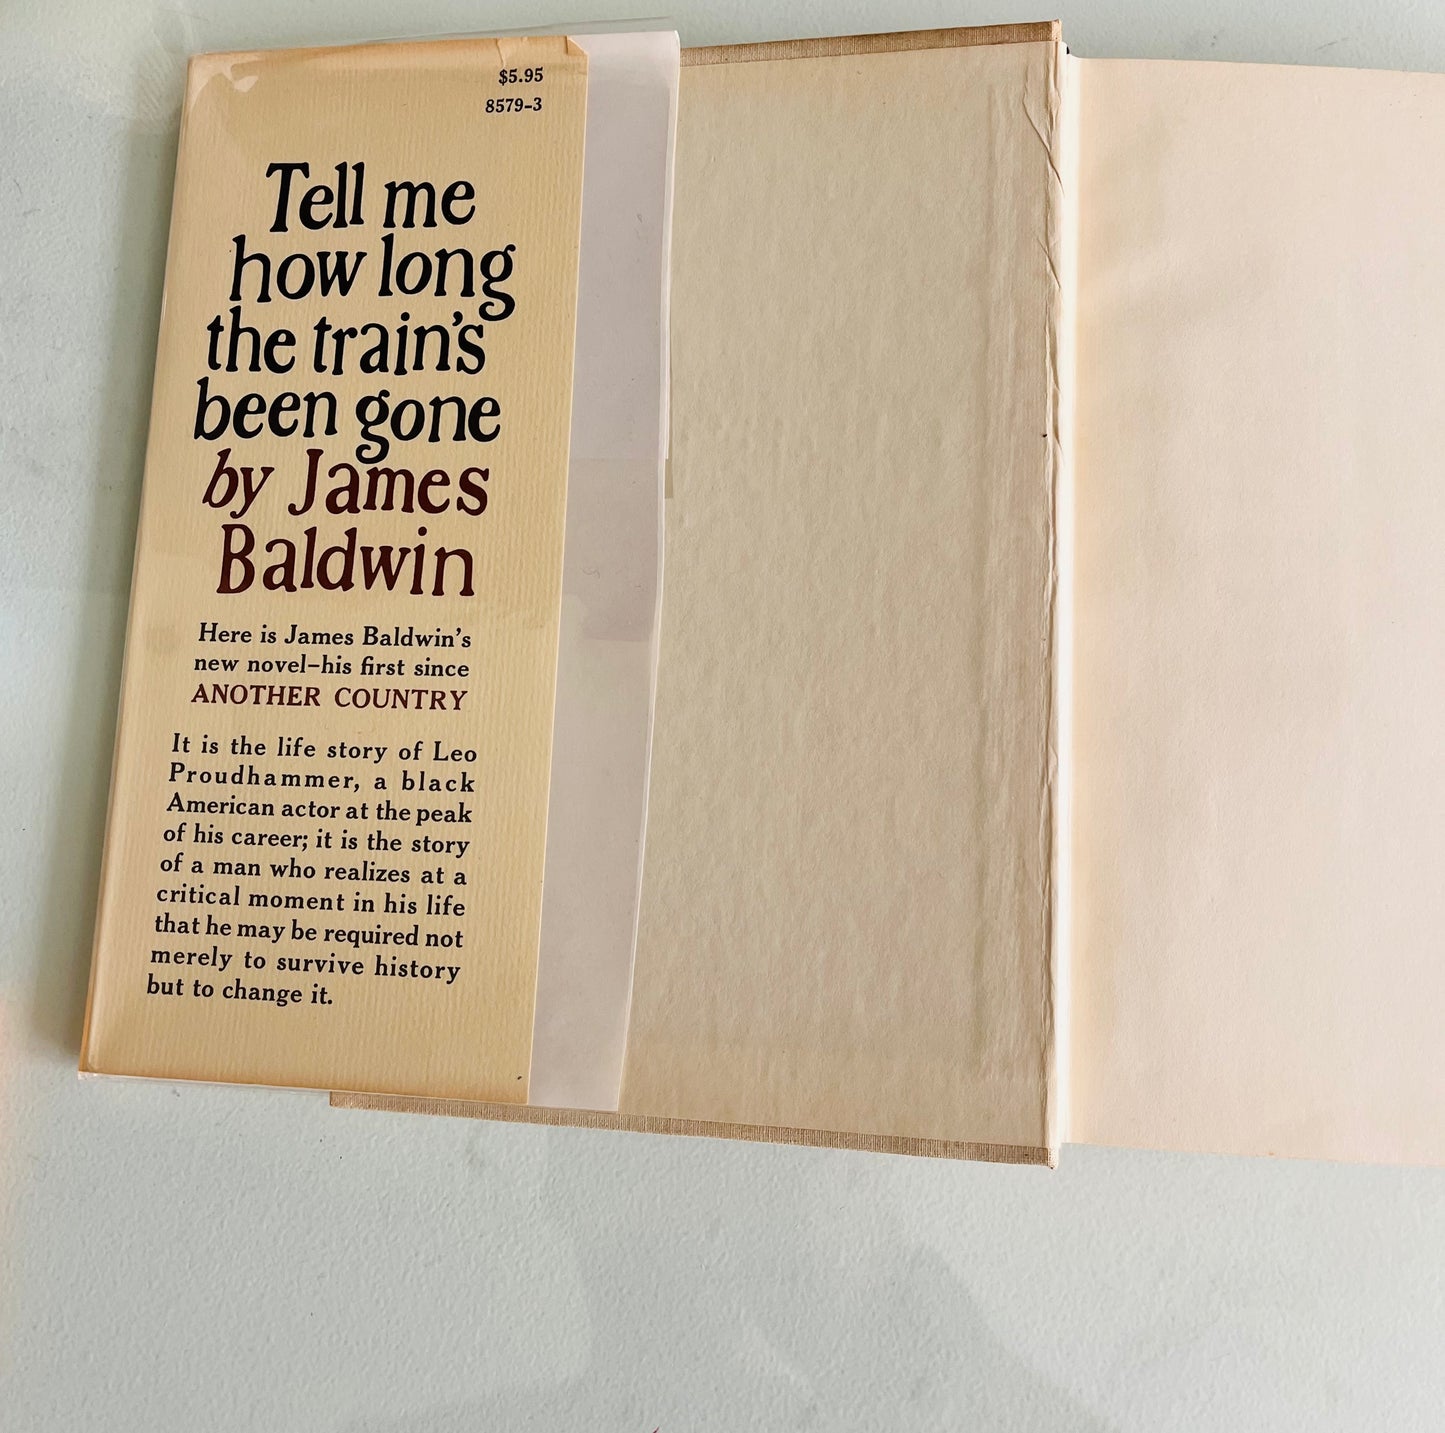 $5.95
8579-3
Tell me
how long
the train's
been gone
by James
Baldwin
Here is James Baldwin's
new novel–his first since
ANOTHER COUNTRY
It is the life story of Leo
Proudhammer, a black
American actor at the peak
of his career; it is the story
of a man who realizes at a
critical moment in his life
that he may be required not
merely to survive history
but to change it.